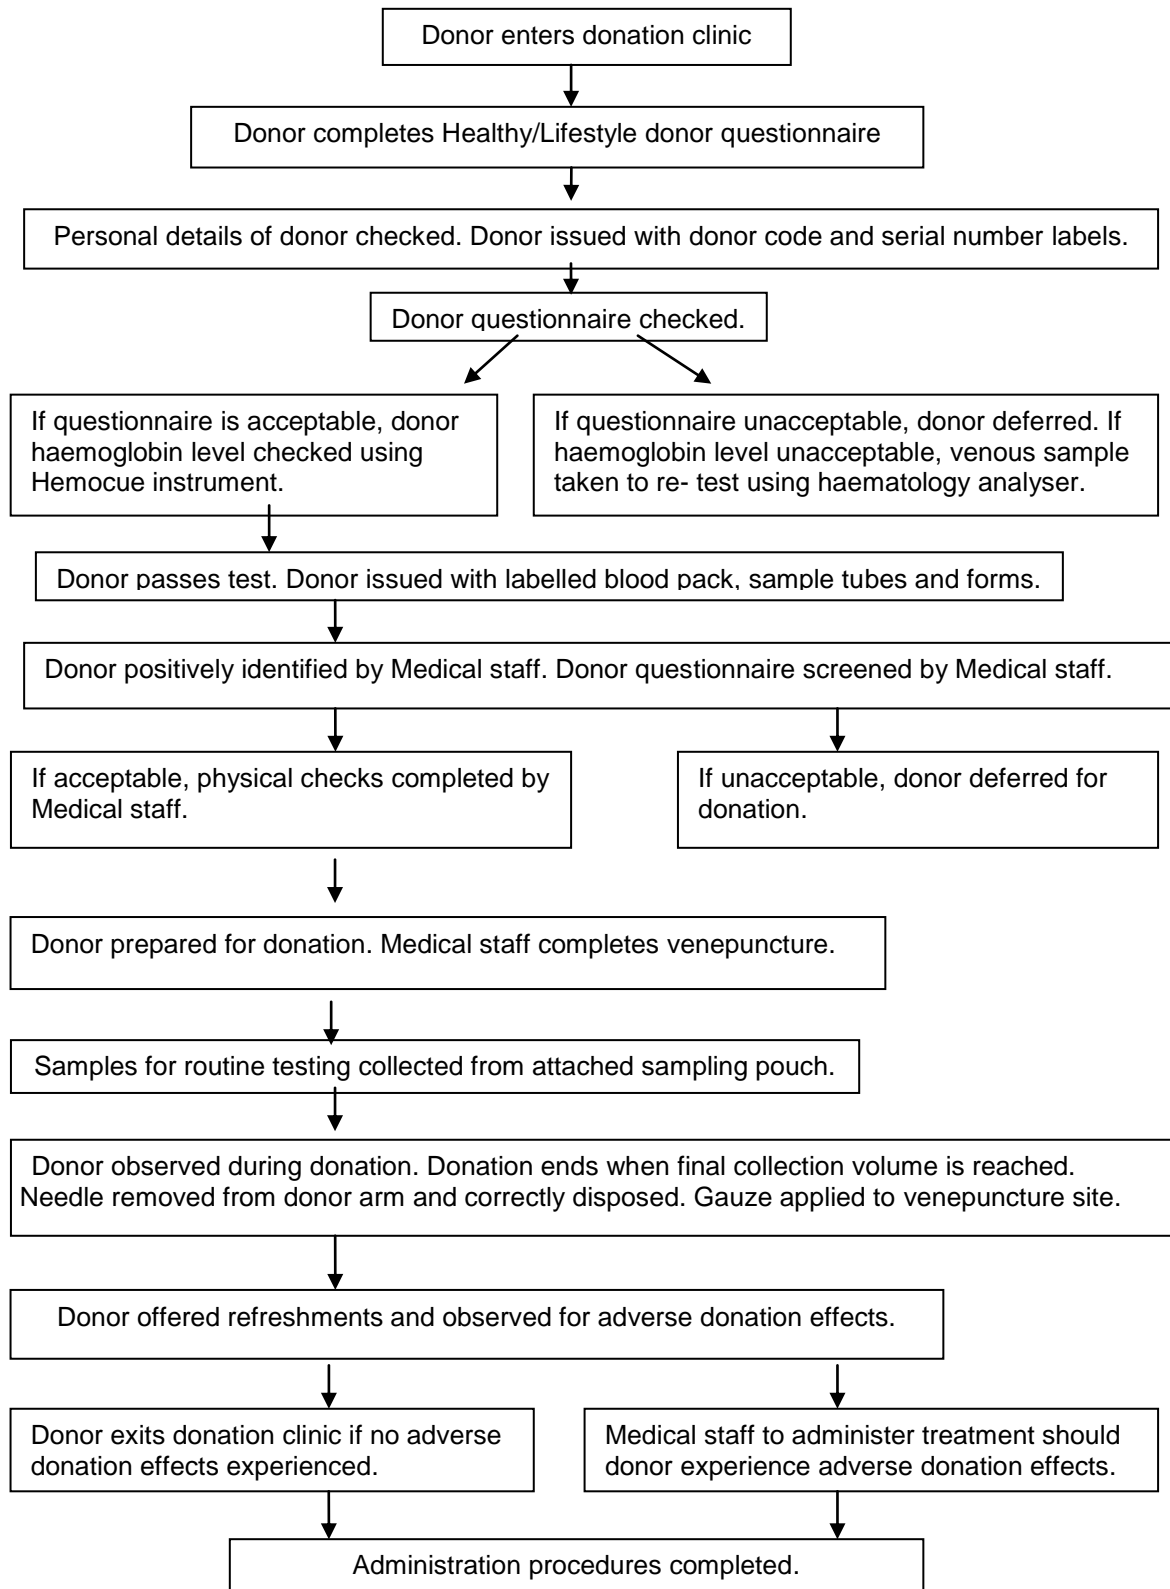 Donor enters donation clinic
Donor completes Healthy/Lifestyle donor questionnaire
Personal details of donor checked. Donor issued with donor code and serial number labels.
Donor questionnaire checked.
If questionnaire is acceptable, donor
haemoglobin level checked using
Hemocue instrument.
If questionnaire unacceptable, donor deferred. If
haemoglobin level unacceptable, venous sample
taken to re- test using haematology analyser.
Donor passes test. Donor issued with labelled blood pack, sample tubes and forms.
Donor positively identified by Medical staff. Donor questionnaire screened by Medical staff.
If acceptable, physical checks completed by
Medical staff.
If unacceptable, donor deferred for
donation.
Donor prepared for donation. Medical staff completes venepuncture.
Samples for routine testing collected from attached sampling pouch.
Donor observed during donation. Donation ends when final collection volume is reached.
Needle removed from donor arm and correctly disposed. Gauze applied to venepuncture site.
Donor offered refreshments and observed for adverse donation effects.
Donor exits donation clinic if no adverse
donation effects experienced.
Medical staff to administer treatment should
donor experience adverse donation effects.
Administration procedures completed.